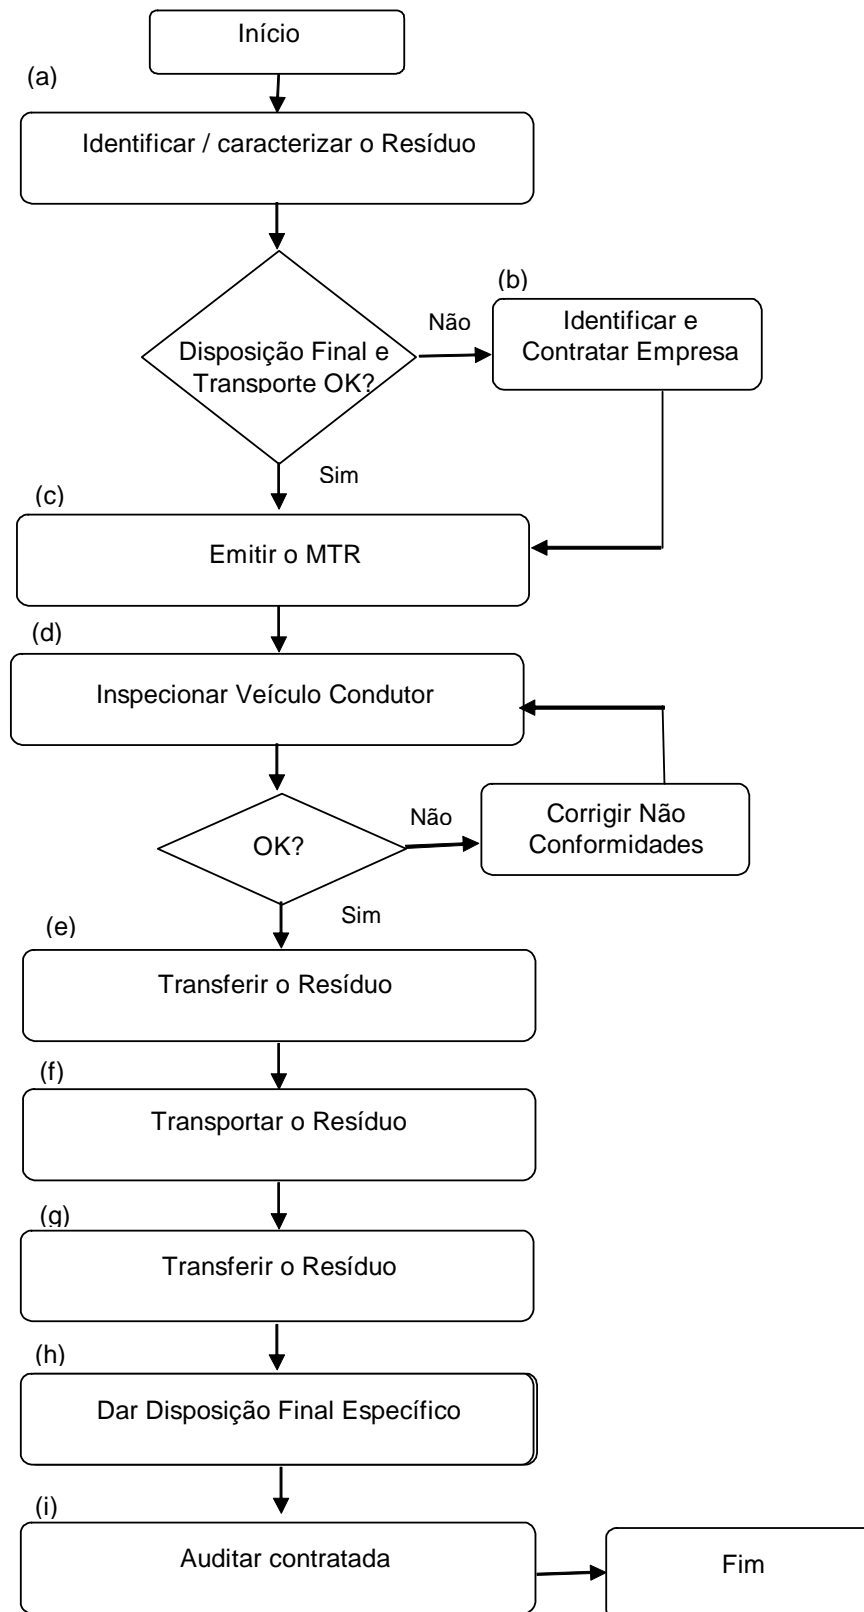 Início
(a)
Identificar / caracterizar o Resíduo
(b)
Não
Identificar e
Contratar Empresa
Disposição Final e
Transporte OK?
Sim
(c)
Emitir o MTR
(d)
Inspecionar Veículo Condutor
Não
Corrigir Não
Conformidades
OK?
Sim
(e)
Transferir o Resíduo
(f)
Transportar o Resíduo
(g)
Transferir o Resíduo
(h)
Dar Disposição Final Específico
(i)
Auditar contratada
Fim